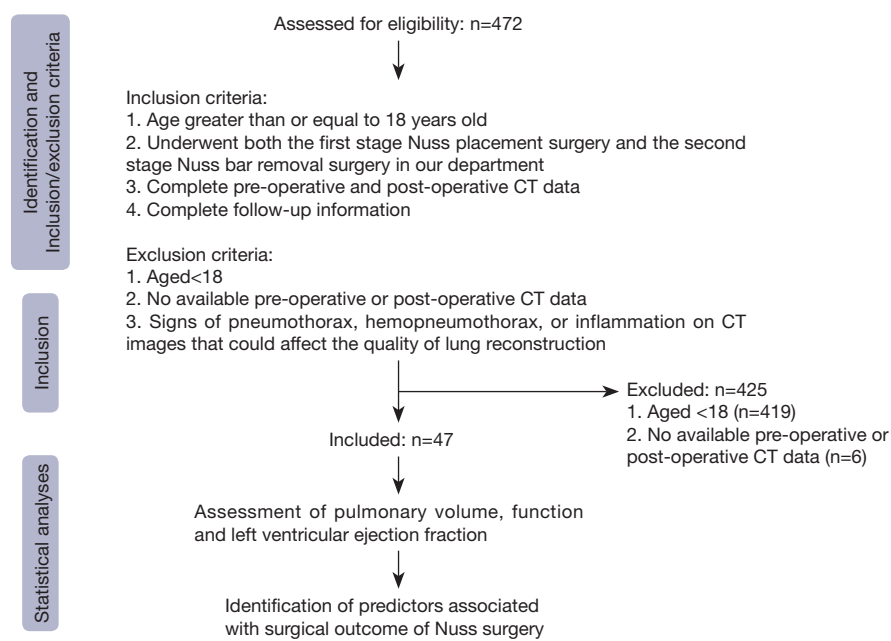 Identification and
Inclusion/exclusion criteria
Assessed for eligibility: n=472
Inclusion criteria:
1. Age greater than or equal to 18 years old
2. Underwent both the first stage Nuss placement surgery and the second
stage Nuss bar removal surgery in our department
3. Complete pre-operative and post-operative CT data
4. Complete follow-up information
Exclusion criteria:
1. Aged<18
2. No available pre-operative or post-operative CT data
3. Signs of pneumothorax, hemopneumothorax, or inflammation on CT
images that could affect the quality of lung reconstruction
Inclusion
Excluded: n=425
1. Aged <18 (n=419)
2. No available pre-operative or
post-operative CT data (n=6)
Included: n=47
Statistical analyses
Assessment of pulmonary volume, function
and left ventricular ejection fraction
Identification of predictors associated
with surgical outcome of Nuss surgery